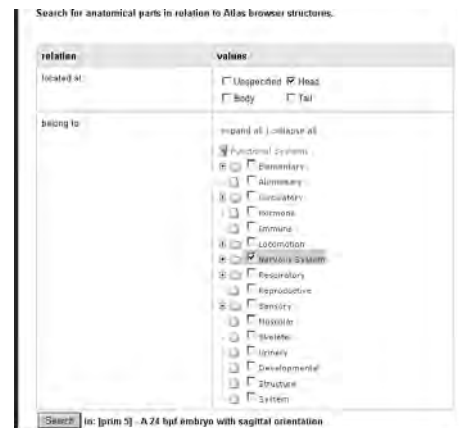 Search for anatomical parts in relation to Atlas browser structures.
relation values
located at: Unspecified Head
Body Tail
belong to:
expand all | collapse all
Functional Systems
Elementary
Alimentary
Circulatory
Hormone
Immune
Locomotion
Nervous System
Respiratory
Reproductive
Sensory
Muscular
Skeletal
Urinary
Developmental
Structure
System
Search in: [prim 5] - A 24 hpf embryo with sagittal orientation